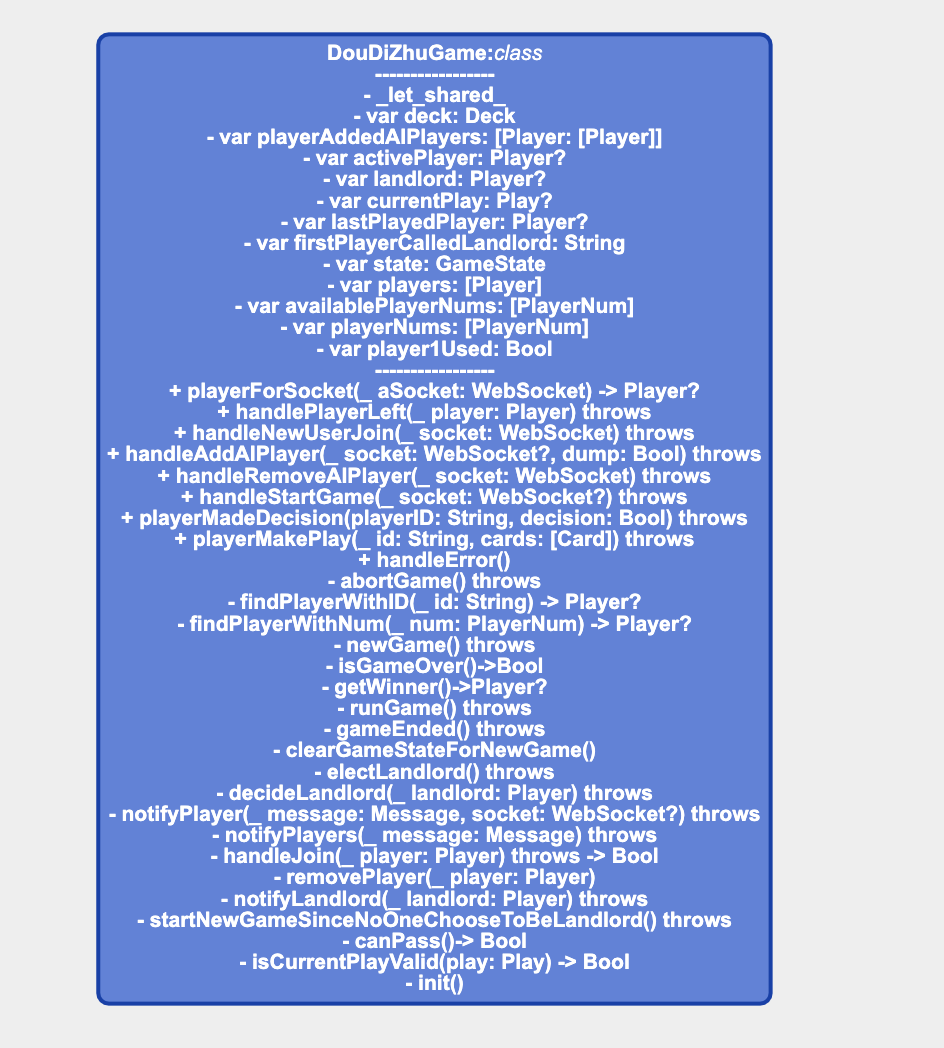 DouDiZhuGame:class
-----------------
- _let_shared_
- var deck: Deck
- var playerAddedAIPlayers: [Player: [Player]]
- var activePlayer: Player?
- var landlord: Player?
- var currentPlay: Play?
- var lastPlayedPlayer: Player?
- var firstPlayerCalledLandlord: String
- var state: GameState
- var players: [Player]
- var availablePlayerNums: [PlayerNum]
- var playerNums: [PlayerNum]
- var player1Used: Bool
-----------------
+ playerForSocket(_ aSocket: WebSocket) -> Player?
+ handlePlayerLeft(_ player: Player) throws
+ handleNewUserJoin(_ socket: WebSocket) throws
+ handleAddAIPlayer(_ socket: WebSocket?, dump: Bool) throws
+ handleRemoveAIPlayer(_ socket: WebSocket) throws
+ handleStartGame(_ socket: WebSocket?) throws
+ playerMadeDecision(playerID: String, decision: Bool) throws
+ playerMakePlay(_ id: String, cards: [Card]) throws
+ handleError()
- abortGame() throws
- findPlayerWithID(_ id: String) -> Player?
- findPlayerWithNum(_ num: PlayerNum) -> Player?
- newGame() throws
- isGameOver()->Bool
- getWinner()->Player?
- runGame() throws
- gameEnded() throws
- clearGameStateForNewGame()
- electLandlord() throws
- decideLandlord(_ landlord: Player) throws
- notifyPlayer(_ message: Message, socket: WebSocket?) throws
- notifyPlayers(_ message: Message) throws
- handleJoin(_ player: Player) throws -> Bool
- removePlayer(_ player: Player)
- notifyLandlord(_ landlord: Player) throws
- startNewGameSinceNoOneChooseToBeLandlord() throws
- canPass()-> Bool
- isCurrentPlayValid(play: Play) -> Bool
- init()